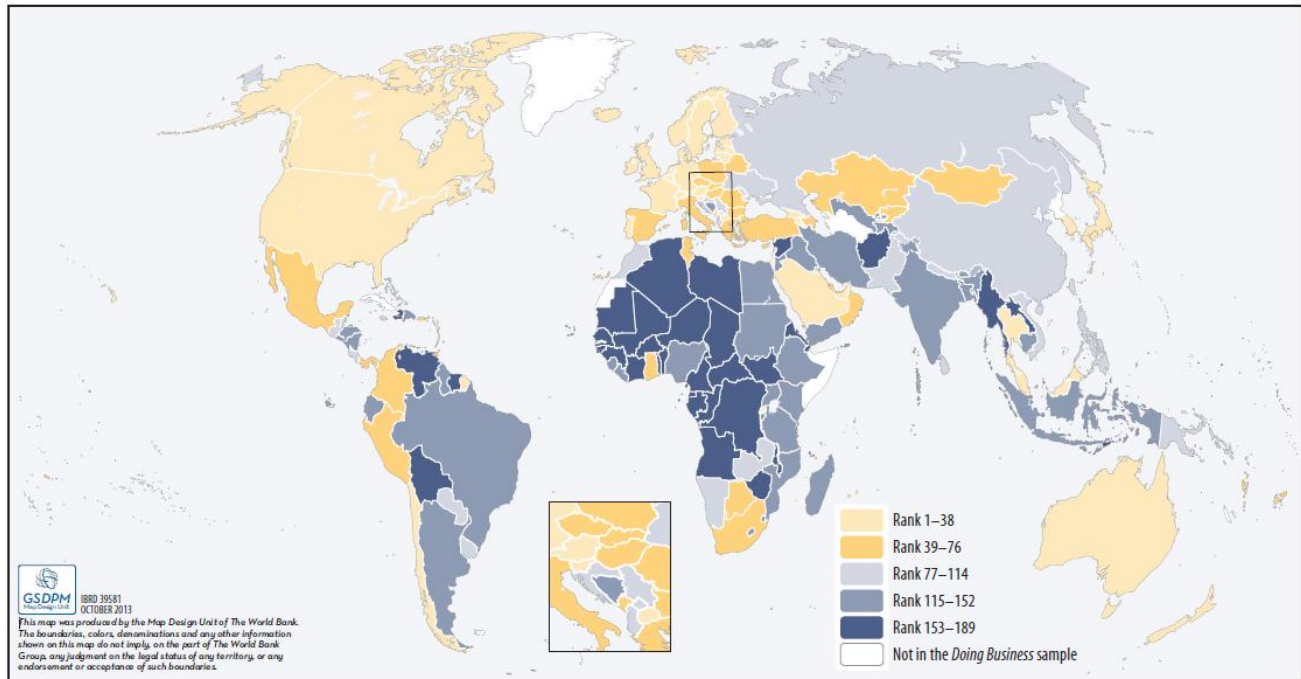 Rank 1–38
Rank 39–76
Rank 77–114
Rank 115–152
Rank 153–189
Not in the Doing Business sample
GSDPM
Map Design Unit
IBRD 39581
OCTOBER 2013
This map was produced by the Map Design Unit of The World Bank.
The boundaries, colors, denominations and any other information
shown on this map do not imply, on the part of The World Bank
Group, any judgment on the legal status of any territory, or any
endorsement or acceptance of such boundaries.